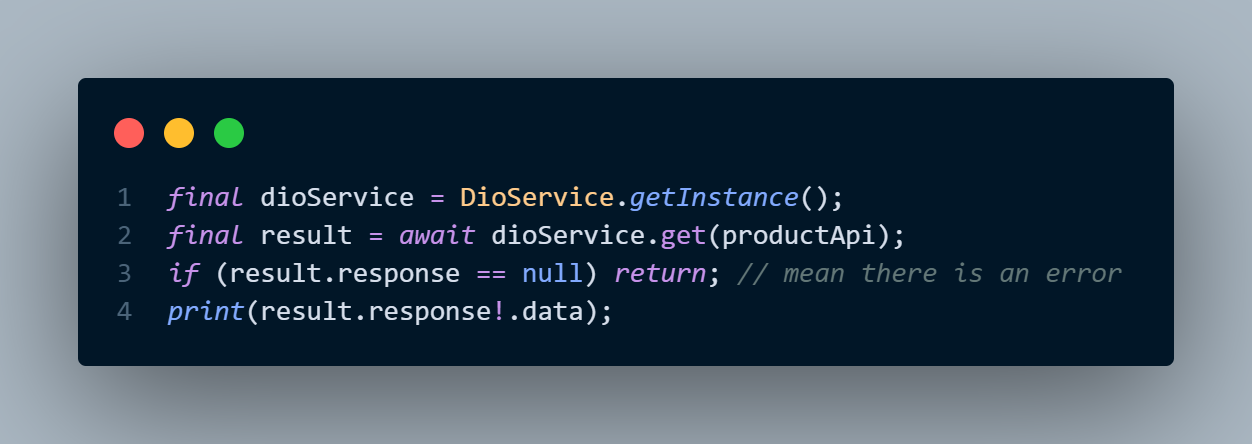 1 final dioService = DioService.getInstance();
2 final result = await dioService.get(productApi);
3 if (result.response == null) return; // mean there is an error
4 print(result.response!.data);